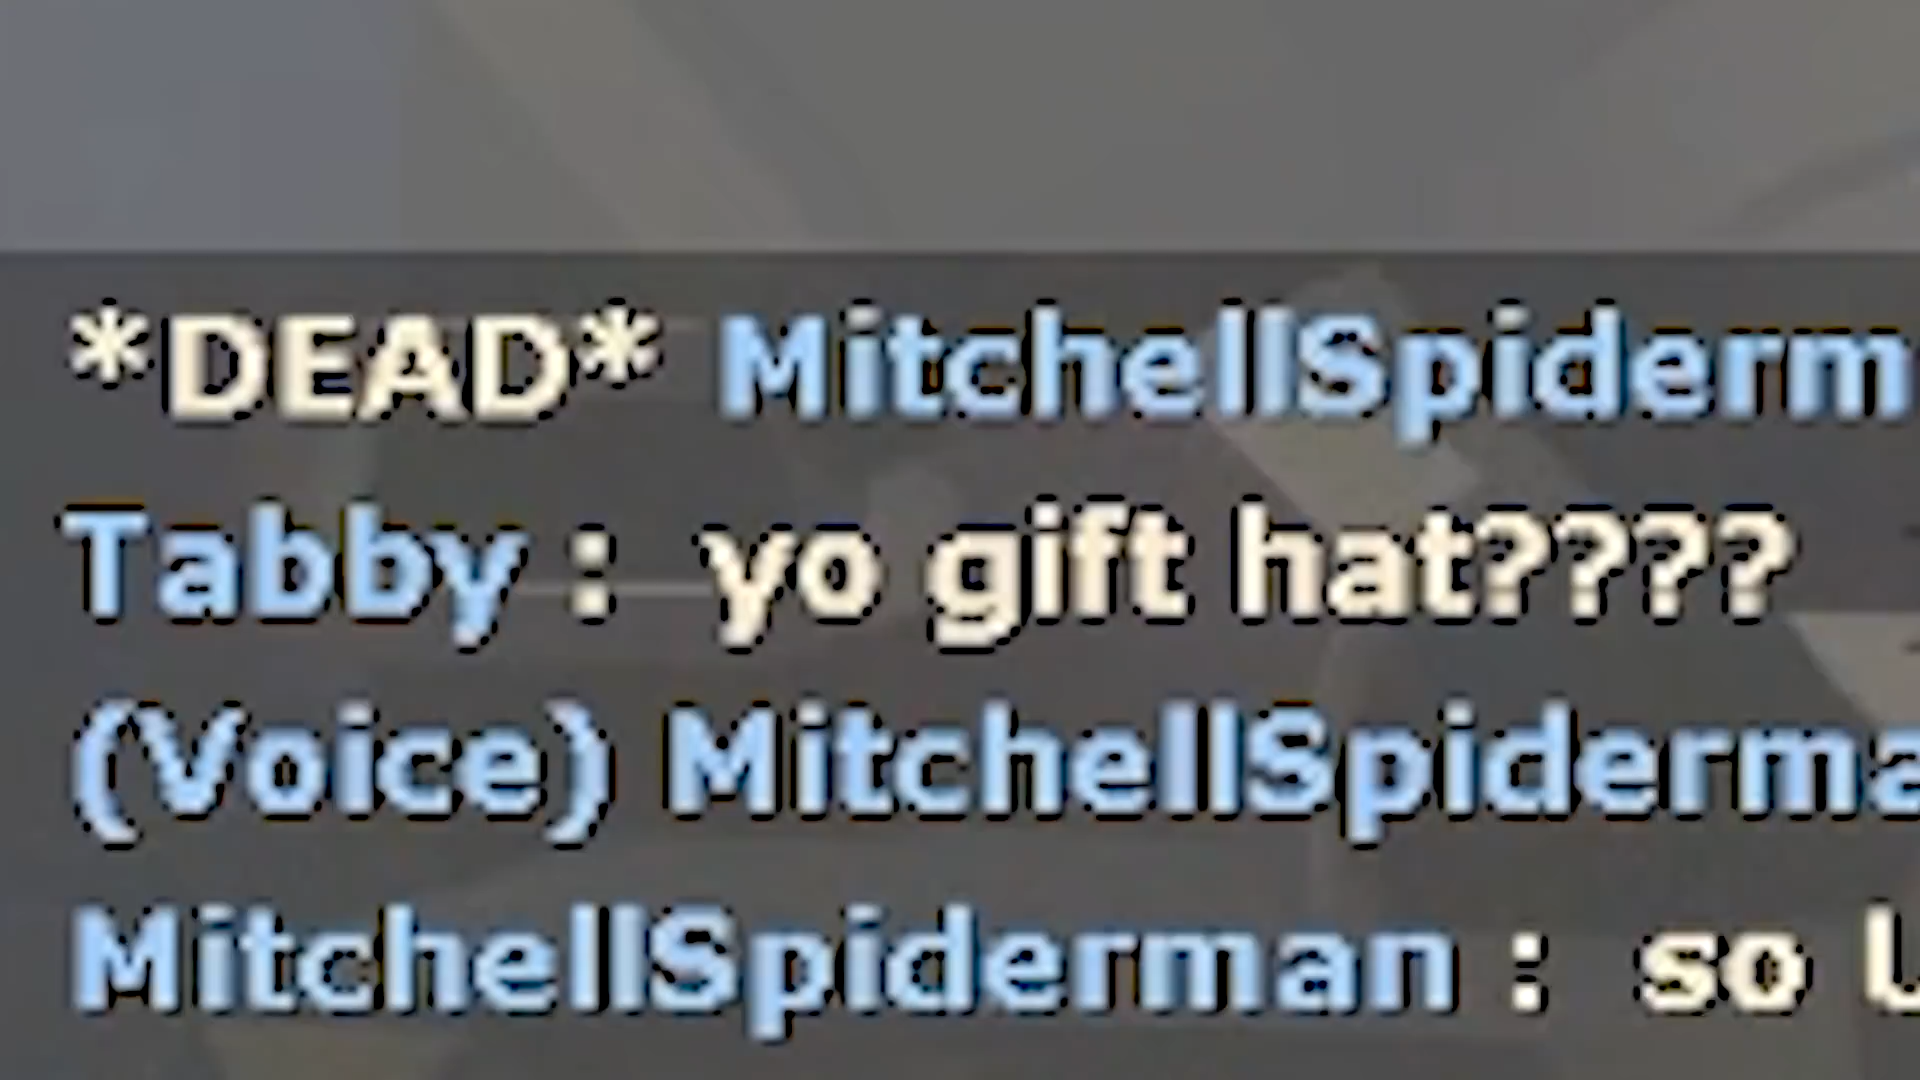 *DEAD* MitchellSpiderm
Tabby : yo gift hat????
(Voice) MitchellSpiderma
MitchellSpiderman : so